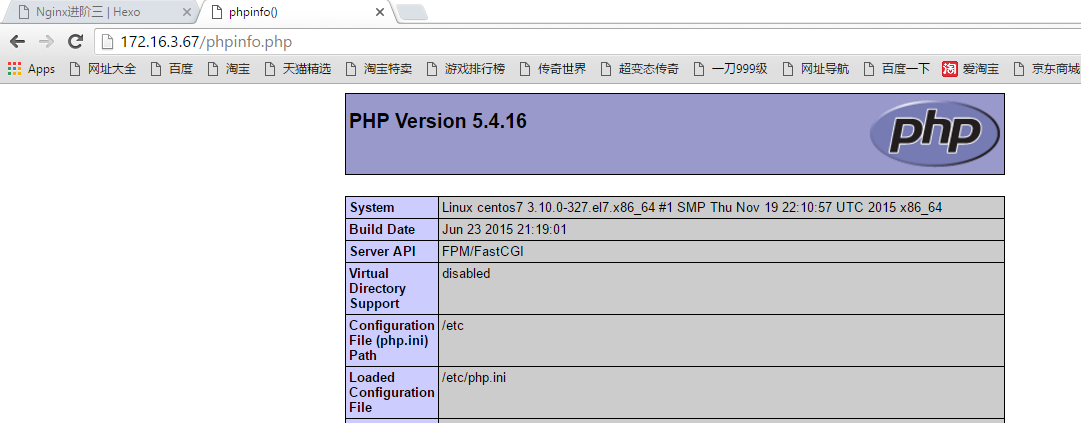 Nginx进阶三 | Hexo phpinfo()
172.16.3.67/phpinfo.php
Apps 网址大全 百度 淘宝 天猫精选 淘宝特卖 游戏排行榜 传奇世界 超变态传奇 一刀999级 网址导航 百度一下 淘 爱淘宝 京东商城
PHP Version 5.4.16 php
System Linux centos7 3.10.0-327.el7.x86_64 #1 SMP Thu Nov 19 22:10:57 UTC 2015 x86_64
Build Date Jun 23 2015 21:19:01
Server API FPM/FastCGI
Virtual disabled
Directory
Support
Configuration /etc
File (php.ini)
Path
Loaded /etc/php.ini
Configuration
File